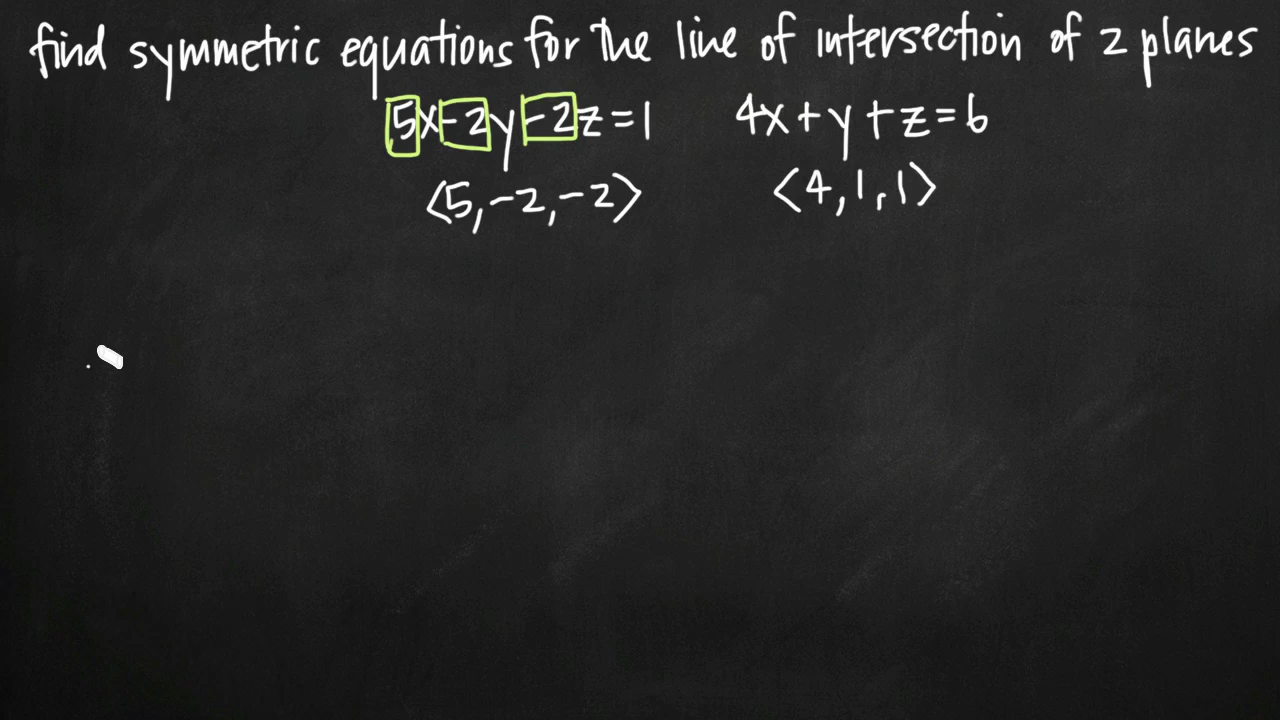 find symmetric equations for the line of intersection of 2 planes
5x-2y-2z=1 4x+y+z=6
⟨5,-2,-2⟩ ⟨4,1,1⟩